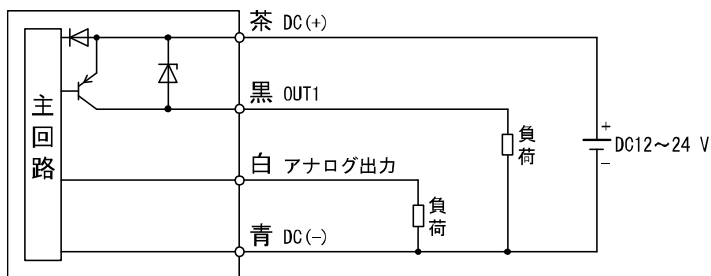 茶 DC(+)
主回路
黒 OUT1
負荷
+
DC12～24 V
−
白 アナログ出力
負荷
青 DC(−)